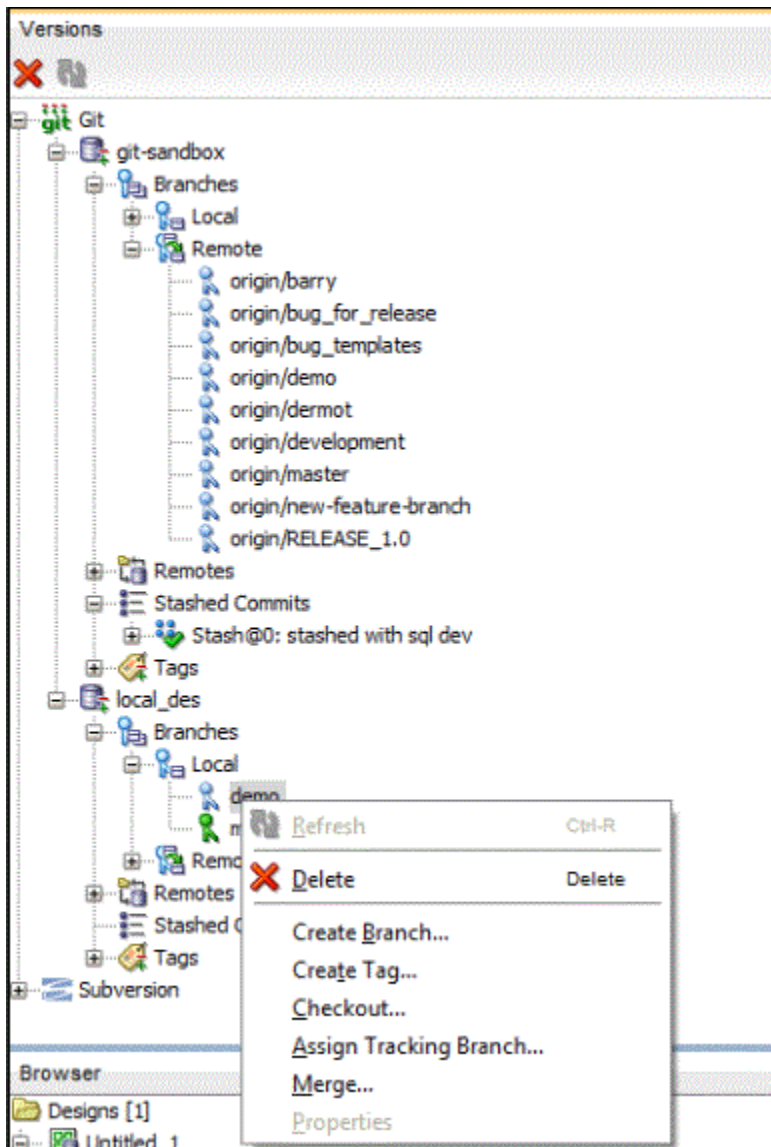 Versions
Git
git-sandbox
Branches
Local
Remote
origin/barry
origin/bug_for_release
origin/bug_templates
origin/demo
origin/dermot
origin/development
origin/master
origin/new-feature-branch
origin/RELEASE_1.0
Remotes
Stashed Commits
Stash@0: stashed with sql dev
Tags
local_des
Branches
Local
demo
Remotes
Tags
Subversion
Refresh Ctrl-R
Delete Delete
Create Branch...
Create Tag...
Checkout...
Assign Tracking Branch...
Merge...
Properties
Browser
Designs [1]
Untitled_1